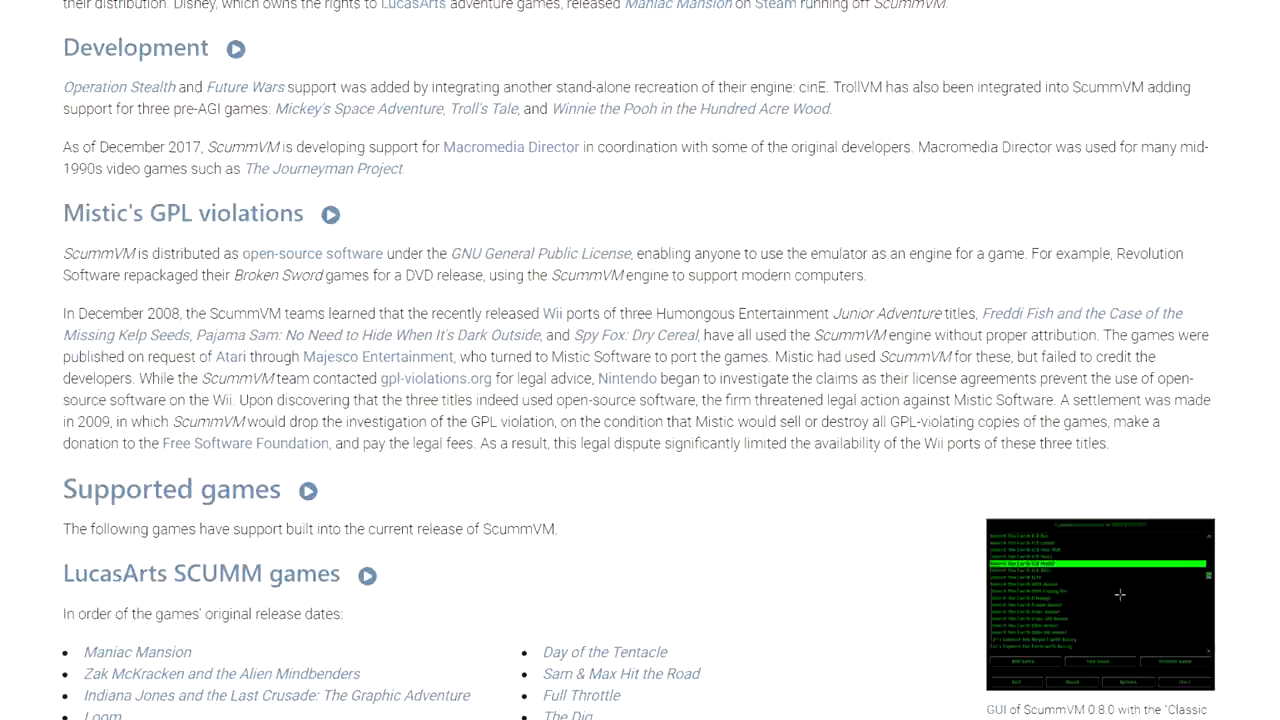 their distribution. Disney, which owns the rights to LucasArts adventure games, released Maniac Mansion on Steam running off ScummVM.
Development
Operation Stealth and Future Wars support was added by integrating another stand-alone recreation of their engine: cinE. TrollVM has also been integrated into ScummVM adding
support for three pre-AGI games: Mickey's Space Adventure, Troll's Tale, and Winnie the Pooh in the Hundred Acre Wood.
As of December 2017, ScummVM is developing support for Macromedia Director in coordination with some of the original developers. Macromedia Director was used for many mid-
1990s video games such as The Journeyman Project.
Mistic's GPL violations
ScummVM is distributed as open-source software under the GNU General Public License, enabling anyone to use the emulator as an engine for a game. For example, Revolution
Software repackaged their Broken Sword games for a DVD release, using the ScummVM engine to support modern computers.
In December 2008, the ScummVM teams learned that the recently released Wii ports of three Humongous Entertainment Junior Adventure titles, Freddi Fish and the Case of the
Missing Kelp Seeds, Pajama Sam: No Need to Hide When It's Dark Outside, and Spy Fox: Dry Cereal, have all used the ScummVM engine without proper attribution. The games were
published on request of Atari through Majesco Entertainment, who turned to Mistic Software to port the games. Mistic had used ScummVM for these, but failed to credit the
developers. While the ScummVM team contacted gpl-violations.org for legal advice, Nintendo began to investigate the claims as their license agreements prevent the use of open-
source software on the Wii. Upon discovering that the three titles indeed used open-source software, the firm threatened legal action against Mistic Software. A settlement was made
in 2009, in which ScummVM would drop the investigation of the GPL violation, on the condition that Mistic would sell or destroy all GPL-violating copies of the games, make a
donation to the Free Software Foundation, and pay the legal fees. As a result, this legal dispute significantly limited the availability of the Wii ports of these three titles.
Supported games
The following games have support built into the current release of ScummVM.
LucasArts SCUMM games
In order of the games' original release dates:
Maniac Mansion
Zak McKracken and the Alien Mindbenders
Indiana Jones and the Last Crusade: The Graphic Adventure
Loom
Day of the Tentacle
Sam & Max Hit the Road
Full Throttle
The Dig
GUI of ScummVM 0.8.0 with the "Classic